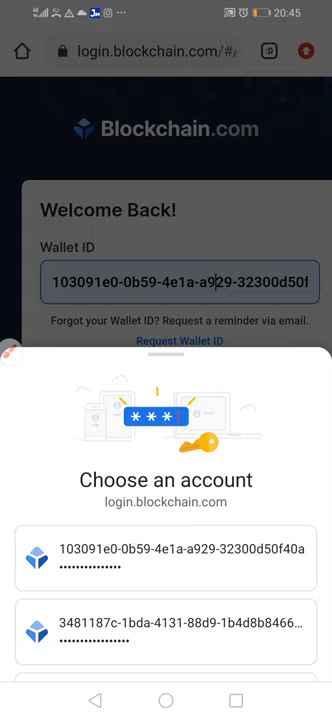 20:45
login.blockchain.com/#/
:D
Blockchain.com
Welcome Back!
Wallet ID
103091e0-0b59-4e1a-a929-32300d50f
Forgot your Wallet ID? Request a reminder via email.
Request Wallet ID
***
Choose an account
login.blockchain.com
103091e0-0b59-4e1a-a929-32300d50f40a
•••••••••••••••
3481187c-1bda-4131-88d9-1b4d8b8466...
•••••••••••••••••